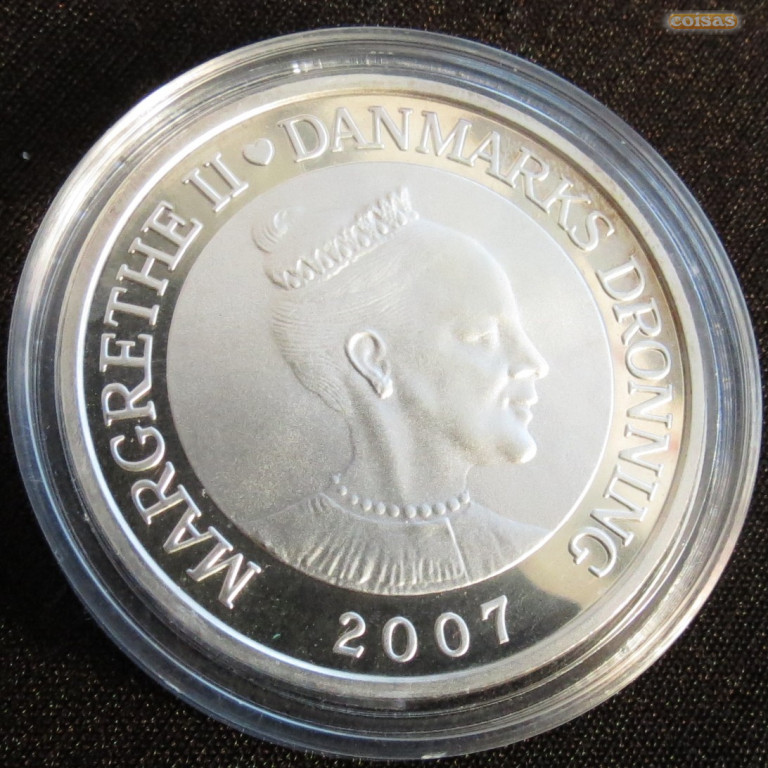 MARGRETHE II ♥ DANMARKS DRONNING
2007
coisas